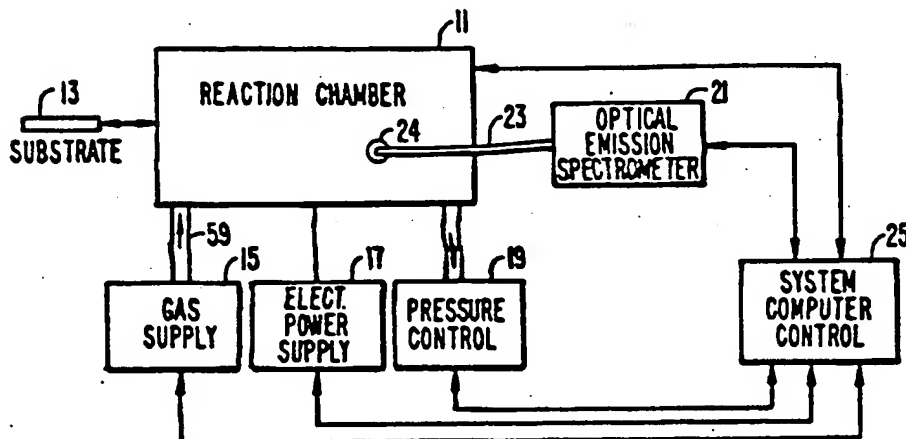 11
REACTION CHAMBER
13
SUBSTRATE
24
23
21
OPTICAL
EMISSION
SPECTROMETER
59
15
GAS
SUPPLY
17
ELECT.
POWER
SUPPLY
19
PRESSURE
CONTROL
25
SYSTEM
COMPUTER
CONTROL